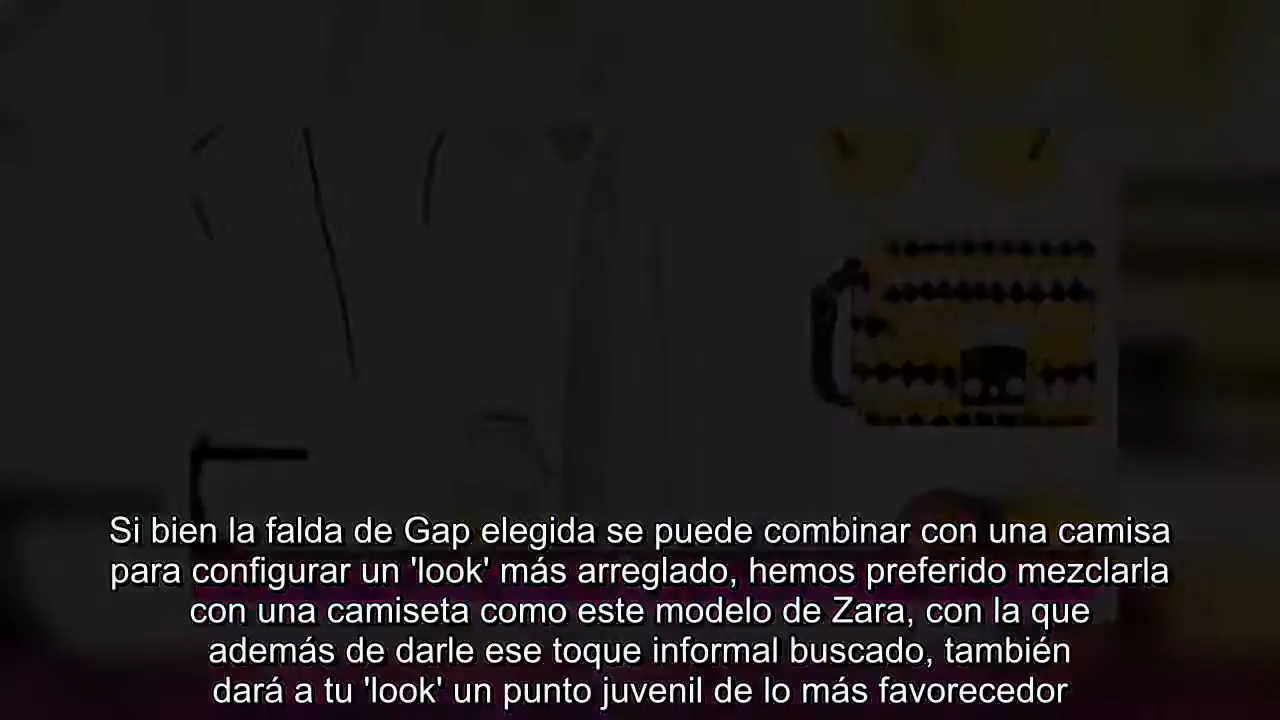 Si bien la falda de Gap elegida se puede combinar con una camisa
para configurar un 'look' más arreglado, hemos preferido mezclarla
con una camiseta como este modelo de Zara, con la que
además de darle ese toque informal buscado, también
dará a tu 'look' un punto juvenil de lo más favorecedor